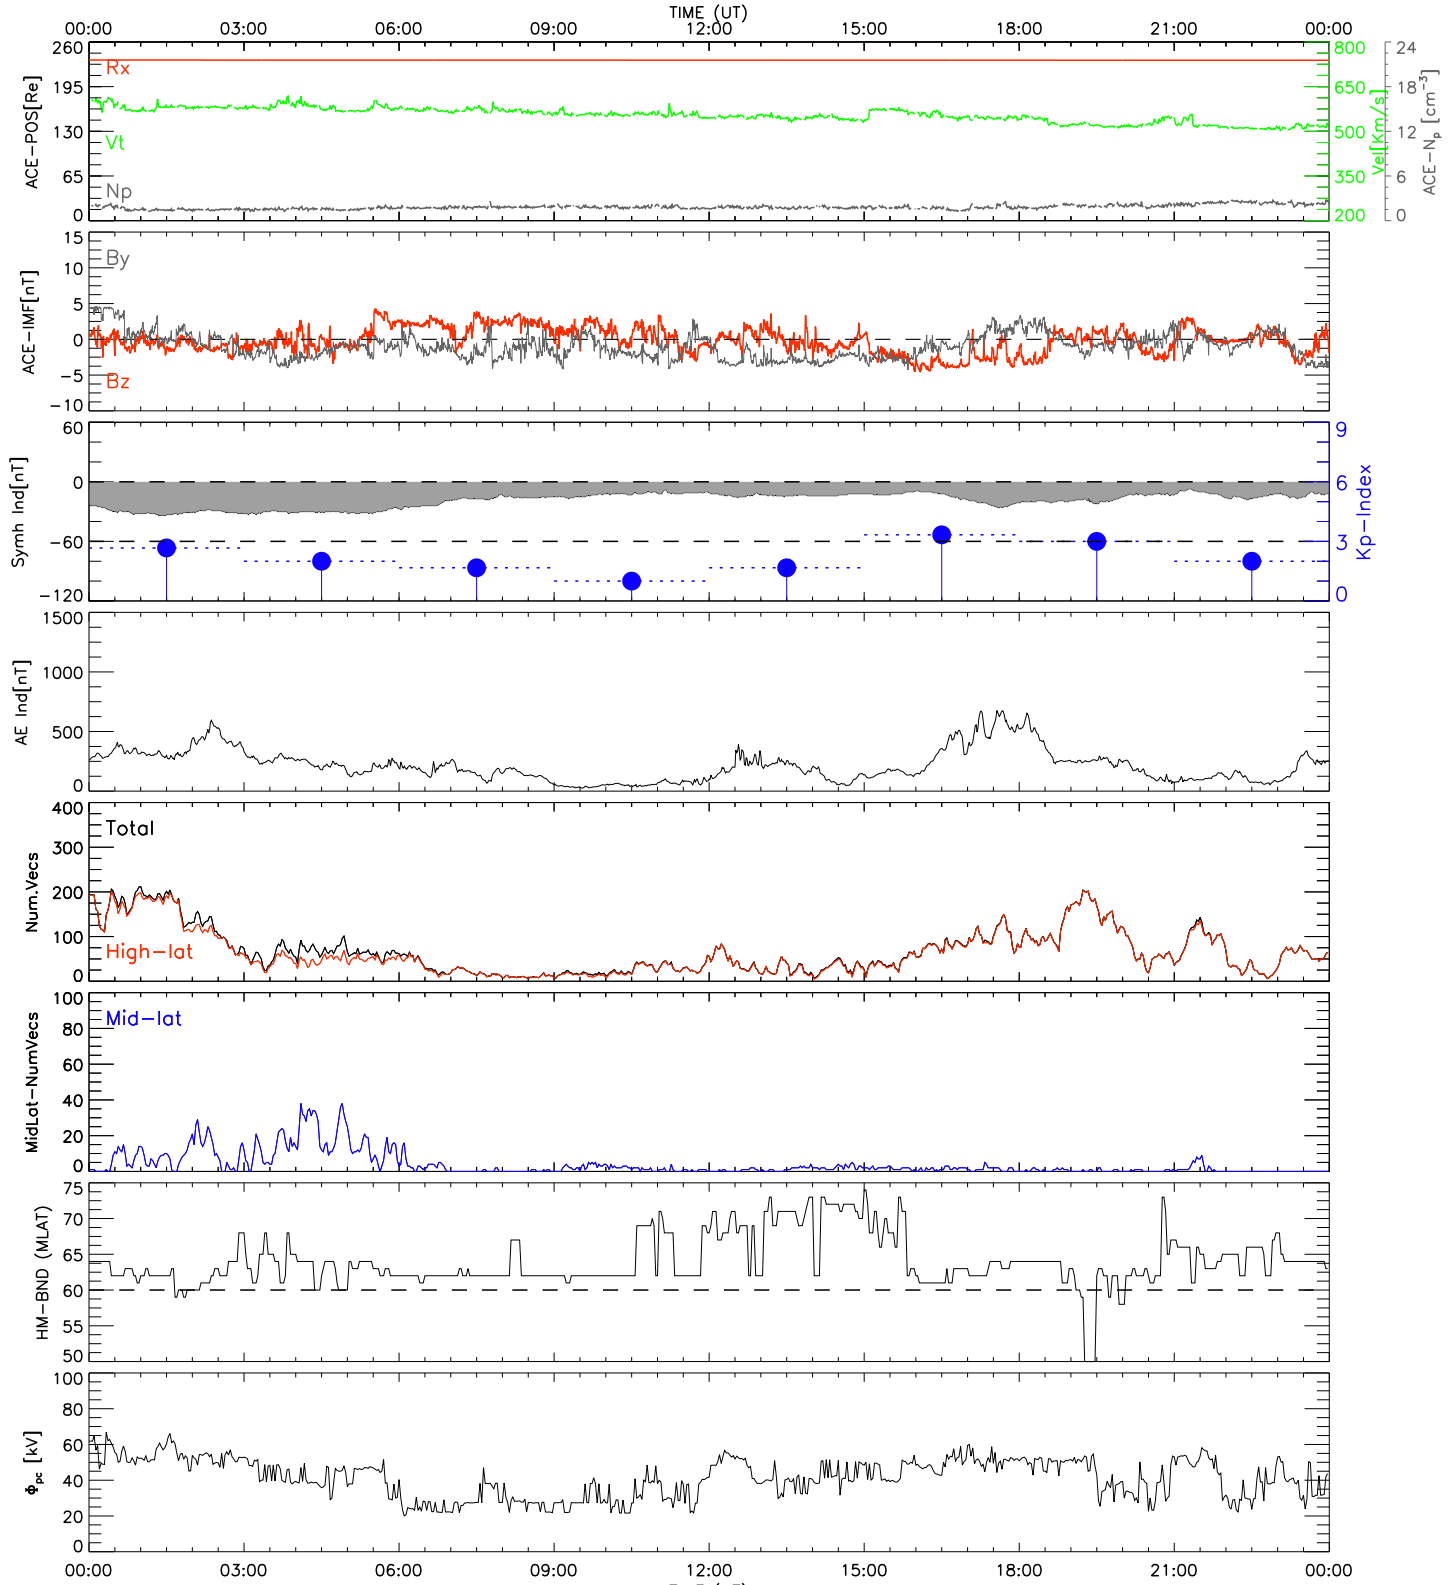 TIME (UT)
00:00 03:00 06:00 09:00 12:00 15:00 18:00 21:00 00:00
ACE-POS[Re]
260
195
130
65
0
Rx
Vt
Np
800
650
500
350
200
Vel[Km/s]
24
18
12
6
0
ACE-Np [cm-3]
ACE-IMF[nT]
15
10
5
0
-5
-10
By
Bz
Symh Ind[nT]
60
0
-60
-120
9
6
3
0
Kp-Index
AE Ind[nT]
1500
1000
500
0
Num.Vecs
400
300
200
100
0
Total
High-lat
MidLat-NumVecs
100
80
60
40
20
0
Mid-lat
HM-BND (MLAT)
75
70
65
60
55
50
Φpc [kV]
100
80
60
40
20
0
00:00 03:00 06:00 09:00 12:00 15:00 18:00 21:00 00:00